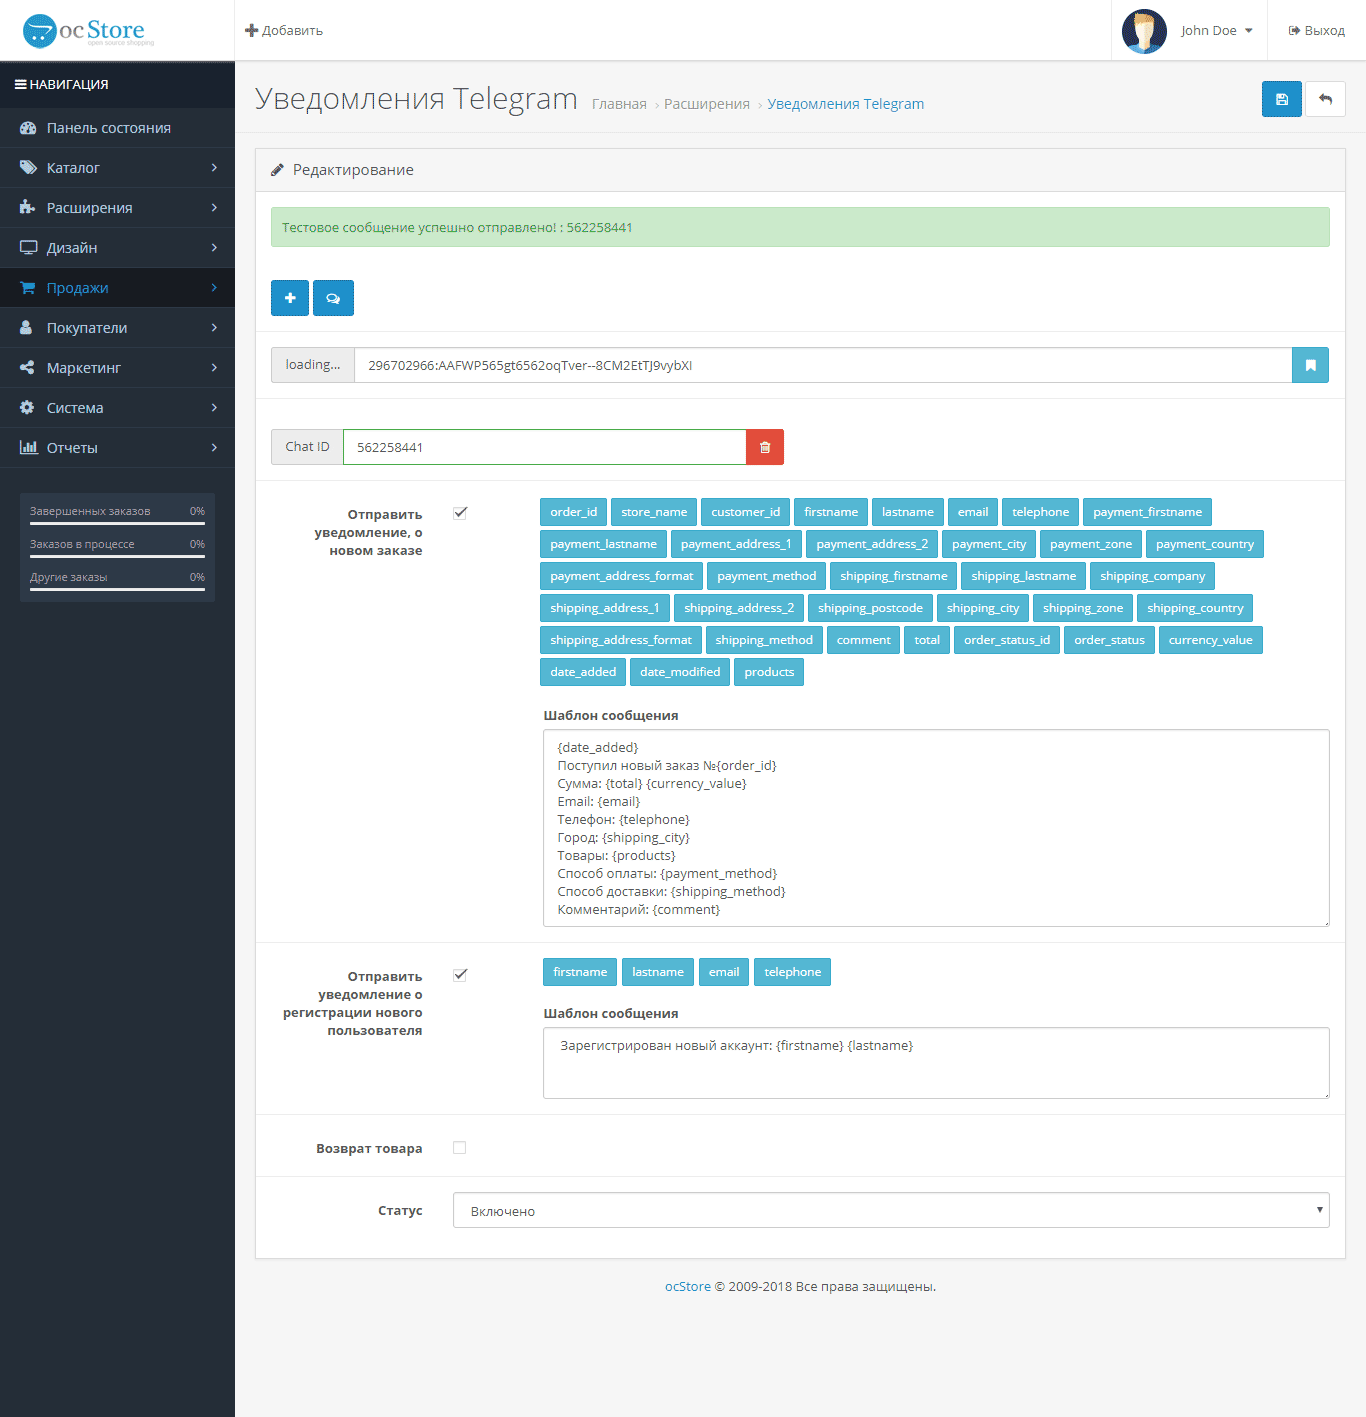 ocStore
open source shopping
Добавить
John Doe
Выход
НАВИГАЦИЯ
Панель состояния
Каталог
Расширения
Дизайн
Продажи
Покупатели
Маркетинг
Система
Отчеты
Завершенных заказов 0%
Заказов в процессе 0%
Другие заказы 0%
Уведомления Telegram
Главная › Расширения › Уведомления Telegram
Редактирование
Тестовое сообщение успешно отправлено! : 562258441
loading... 296702966:AAFWP565gt6562oqTver--8CM2EtTJ9vybXI
Chat ID 562258441
Отправить
уведомление, о
новом заказе
order_id store_name customer_id firstname lastname email telephone payment_firstname
payment_lastname payment_address_1 payment_address_2 payment_city payment_zone payment_country
payment_address_format payment_method shipping_firstname shipping_lastname shipping_company
shipping_address_1 shipping_address_2 shipping_postcode shipping_city shipping_zone shipping_country
shipping_address_format shipping_method comment total order_status_id order_status currency_value
date_added date_modified products
Шаблон сообщения
{date_added}
Поступил новый заказ №{order_id}
Сумма: {total} {currency_value}
Email: {email}
Телефон: {telephone}
Город: {shipping_city}
Товары: {products}
Способ оплаты: {payment_method}
Способ доставки: {shipping_method}
Комментарий: {comment}
Отправить
уведомление о
регистрации нового
пользователя
firstname lastname email telephone
Шаблон сообщения
Зарегистрирован новый аккаунт: {firstname} {lastname}
Возврат товара
Статус
Включено
ocStore © 2009-2018 Все права защищены.